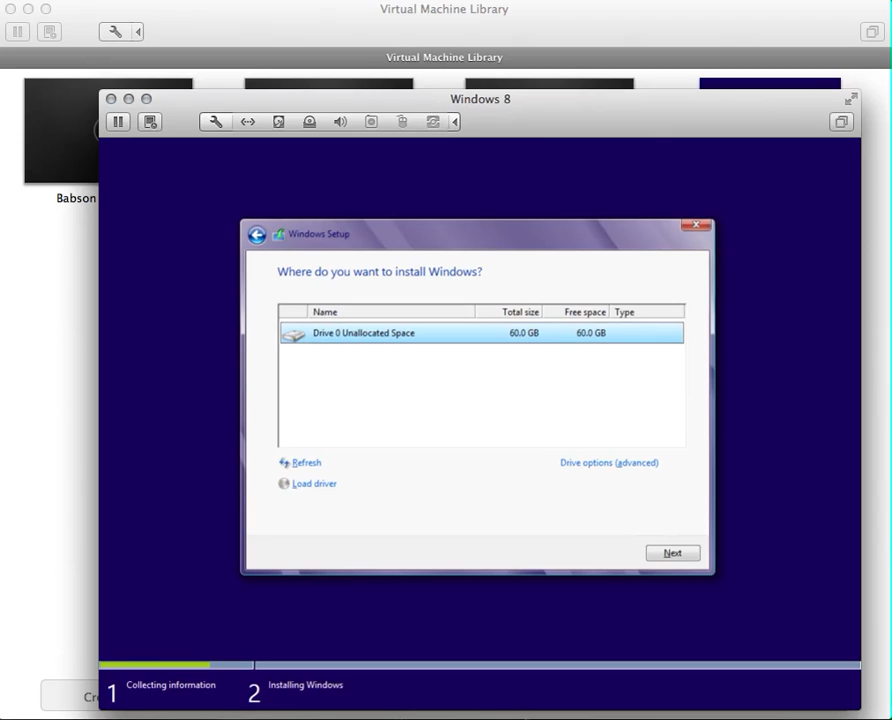 Virtual Machine Library
Virtual Machine Library
Windows 8
Babson
Windows Setup
Where do you want to install Windows?
Name Total size Free space Type
Drive 0 Unallocated Space 60.0 GB 60.0 GB
Refresh Drive options (advanced)
Load driver
Next
Cr
1 Collecting information 2 Installing Windows